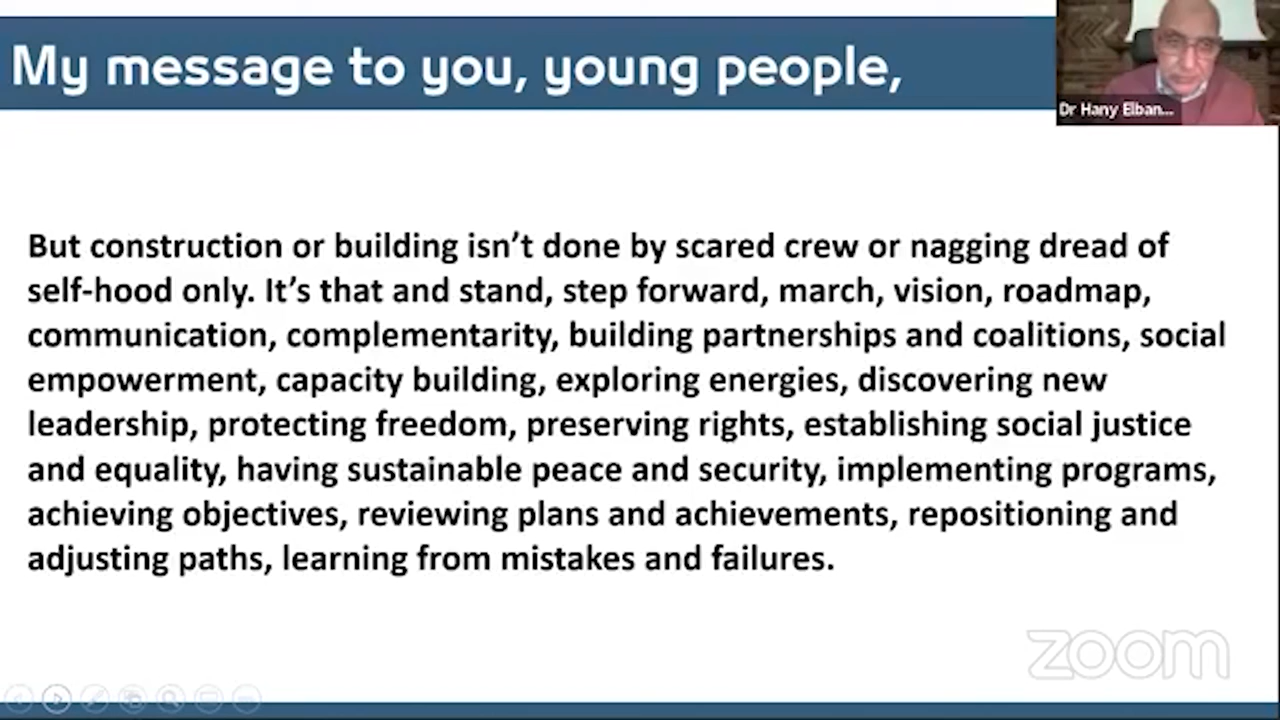 My message to you, young people,
Dr Hany Elban...
But construction or building isn’t done by scared crew or nagging dread of
self-hood only. It’s that and stand, step forward, march, vision, roadmap,
communication, complementarity, building partnerships and coalitions, social
empowerment, capacity building, exploring energies, discovering new
leadership, protecting freedom, preserving rights, establishing social justice
and equality, having sustainable peace and security, implementing programs,
achieving objectives, reviewing plans and achievements, repositioning and
adjusting paths, learning from mistakes and failures.
zoom